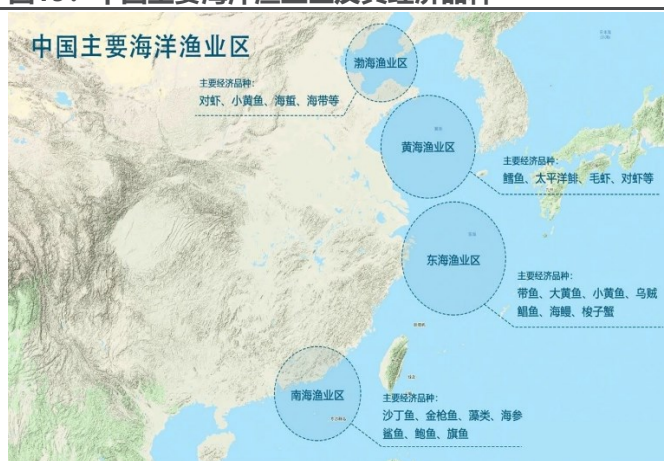 中国主要海洋渔业区
渤海渔业区
主要经济品种：
对虾、小黄鱼、海蜇、海带等
黄海渔业区
主要经济品种：
鳕鱼、太平洋鲱、毛虾、对虾等
东海渔业区
主要经济品种：
带鱼、大黄鱼、小黄鱼、乌贼
鲳鱼、海鳗、梭子蟹
南海渔业区
主要经济品种：
沙丁鱼、金枪鱼、藻类、海参
鲨鱼、鲍鱼、旗鱼